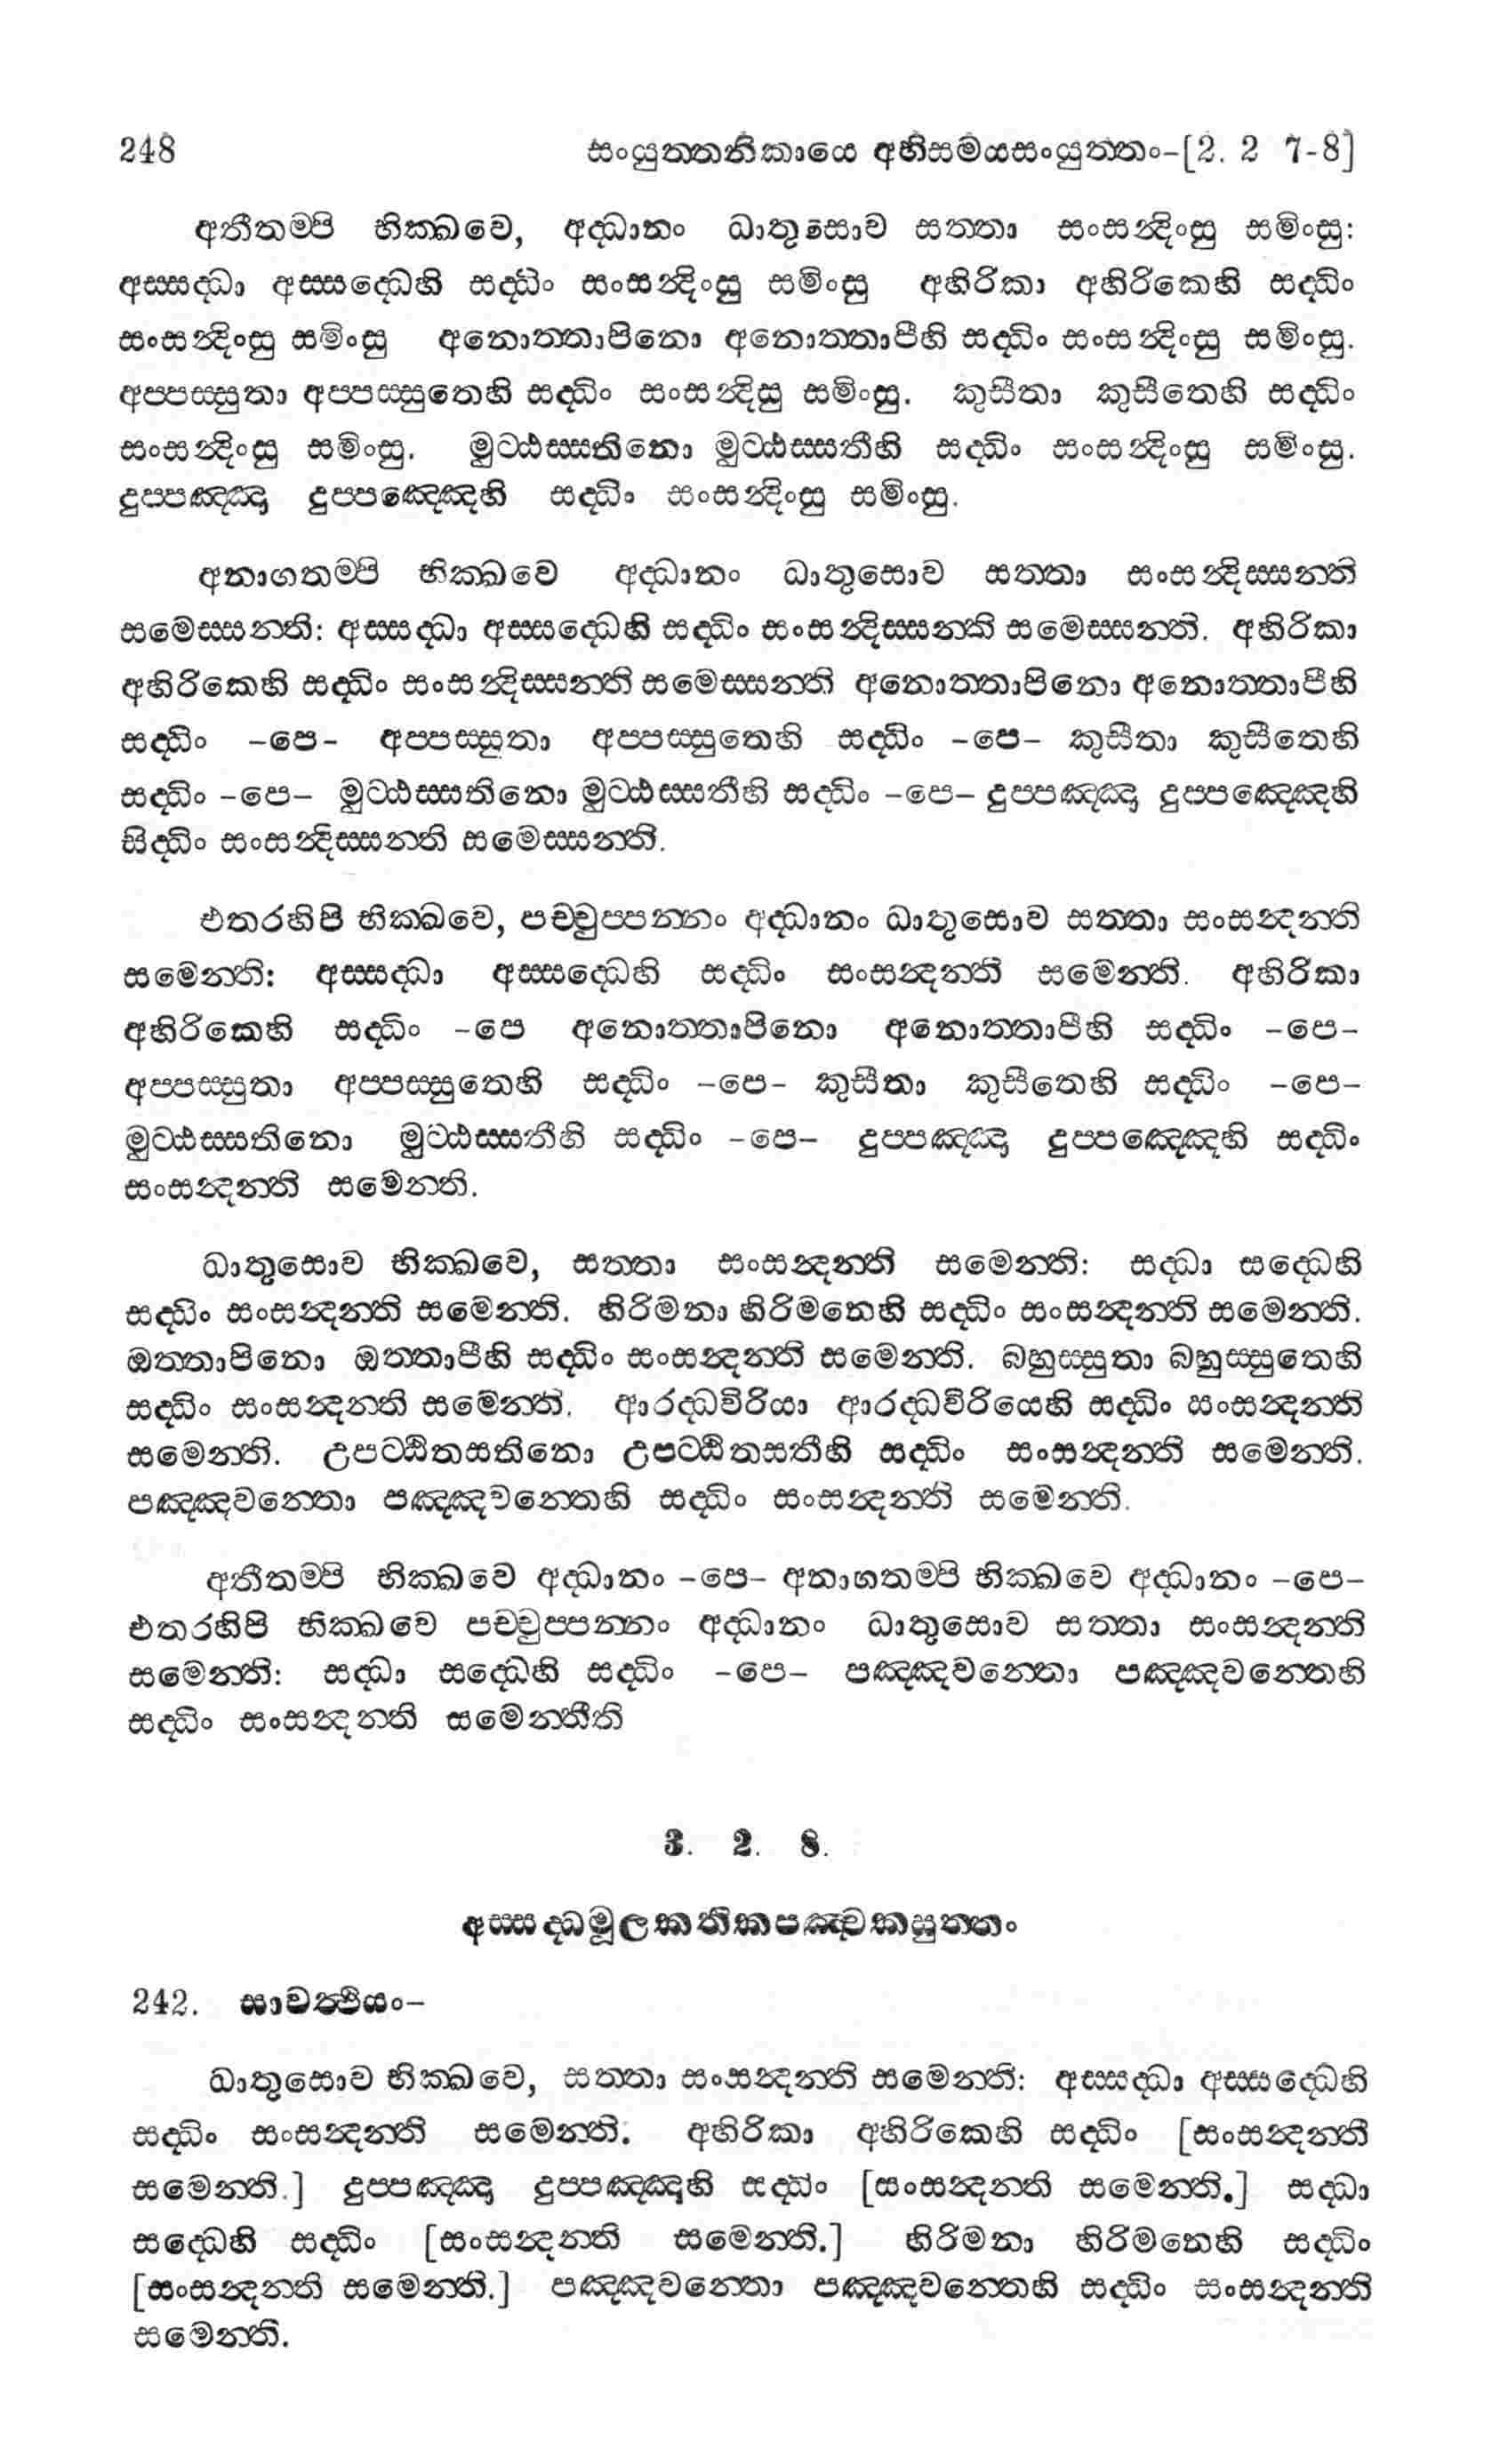 248 සංයුත්තනිකායෙ අභිසමයසංයුත්තං-[2. 2 7-8]
අතීතම්පි භික්ඛවෙ, අද්ධානං ධාතුසොව සත්තා සංසන්දිංසු සමිංසු:
අස්සද්ධා අස්සද්ධෙහි සද්ධිං සංසන්දිංසු සමිංසු අහිරිකා අහිරිකෙහි සද්ධිං
සංසන්දිංසු සමිංසු අනොත්තාපිනො අනොත්තාපීහි සද්ධිං සංසන්දිංසු සමිංසු.
අප්පස්සුතා අප්පස්සුතෙහි සද්ධිං සංසන්දිසු සමිංසු. කුසීතා කුසීතෙහි සද්ධිං
සංසන්දිංසු සමිංසු. මුට්ඨස්සතිනො මුට්ඨස්සතීහි සද්ධිං සංසන්දිංසු සමිංසු.
දුප්පඤ්ඤා දුප්පඤ්ඤෙහි සද්ධිං සංසන්දිංසු සමිංසු.
අනාගතම්පි භික්ඛවෙ අද්ධානං ධාතුසොව සත්තා සංසන්දිස්සන්ති
සමෙස්සන්ති: අස්සද්ධා අස්සද්ධෙහි සද්ධිං සංසන්දිස්සන්ති සමෙස්සන්ති. අහිරිකා
අහිරිකෙහි සද්ධිං සංසන්දිස්සන්ති සමෙස්සන්ති අනොත්තාපිනො අනොත්තාපීහි
සද්ධිං -පෙ- අප්පස්සුතා අප්පස්සුතෙහි සද්ධිං -පෙ- කුසීතා කුසීතෙහි
සද්ධිං -පෙ- මුට්ඨස්සතිනො මුට්ඨස්සතීහි සද්ධිං -පෙ- දුප්පඤ්ඤා දුප්පඤ්ඤෙහි
සිද්ධිං සංසන්දිස්සන්ති සමෙස්සන්ති.
එතරහිපි භික්ඛවෙ, පච්චුප්පන්නං අද්ධානං ධාතුසොව සත්තා සංසන්දන්ති
සමෙන්ති: අස්සද්ධා අස්සද්ධෙහි සද්ධිං සංසන්දන්ති සමෙන්ති. අහිරිකා
අහිරිකෙහි සද්ධිං -පෙ අනොත්තාපිනො අනොත්තාපීහි සද්ධිං -පෙ-
අප්පස්සුතා අප්පස්සුතෙහි සද්ධිං -පෙ- කුසීතා කුසීතෙහි සද්ධිං -පෙ-
මුට්ඨස්සතිනො මුට්ඨස්සතීහි සද්ධිං -පෙ- දුප්පඤ්ඤා දුප්පඤ්ඤෙහි සද්ධිං
සංසන්දන්ති සමෙන්ති.
ධාතුසොව භික්ඛවෙ, සත්තා සංසන්දන්ති සමෙන්ති: සද්ධා සද්ධෙහි
සද්ධිං සංසන්දන්ති සමෙන්ති. හිරිමනා හිරිමනෙහි සද්ධිං සංසන්දන්ති සමෙන්ති.
ඔත්තාපිනො ඔත්තාපීහි සද්ධිං සංසන්දන්ති සමෙන්ති. බහුස්සුතා බහුස්සුතෙහි
සද්ධිං සංසන්දන්ති සමෙන්ති. ආරද්ධවිරියා ආරද්ධවිරියෙහි සද්ධිං සංසන්දන්ති
සමෙන්ති. උපට්ඨිතසතිනො උපට්ඨිතසතීහි සද්ධිං සංසන්දන්ති සමෙන්ති.
පඤ්ඤවන්තො පඤ්ඤවන්තෙහි සද්ධිං සංසන්දන්ති සමෙන්ති.
අතීතම්පි භික්ඛවෙ අද්ධානං -පෙ- අනාගතම්පි භික්ඛවෙ අද්ධානං -පෙ-
එතරහිපි භික්ඛවෙ පච්චුප්පන්නං අද්ධානං ධාතුසොව සත්තා සංසන්දන්ති
සමෙන්ති: සද්ධා සද්ධෙහි සද්ධිං -පෙ- පඤ්ඤවන්තො පඤ්ඤවන්තෙහි
සද්ධිං සංසන්දන්ති සමෙන්තීති
3. 2. 8.
අස්සද්ධමූලකතිකපඤ්චකසුත්තං
242. සාවත්ථියං-
ධාතුසොව භික්ඛවෙ, සත්තා සංසන්දන්ති සමෙන්ති: අස්සද්ධා අස්සද්ධෙහි
සද්ධිං සංසන්දන්ති සමෙන්ති. අහිරිකා අහිරිකෙහි සද්ධිං [සංසන්දන්ති
සමෙන්ති.] දුප්පඤ්ඤා දුප්පඤ්ඤෙහි සද්ධිං [සංසන්දන්ති සමෙන්ති.] සද්ධා
සද්ධෙහි සද්ධිං [සංසන්දන්ති සමෙන්ති.] හිරිමනා හිරිමනෙහි සද්ධිං
[සංසන්දන්ති සමෙන්ති.] පඤ්ඤවන්තො පඤ්ඤවන්තෙහි සද්ධිං සංසන්දන්ති
සමෙන්ති.